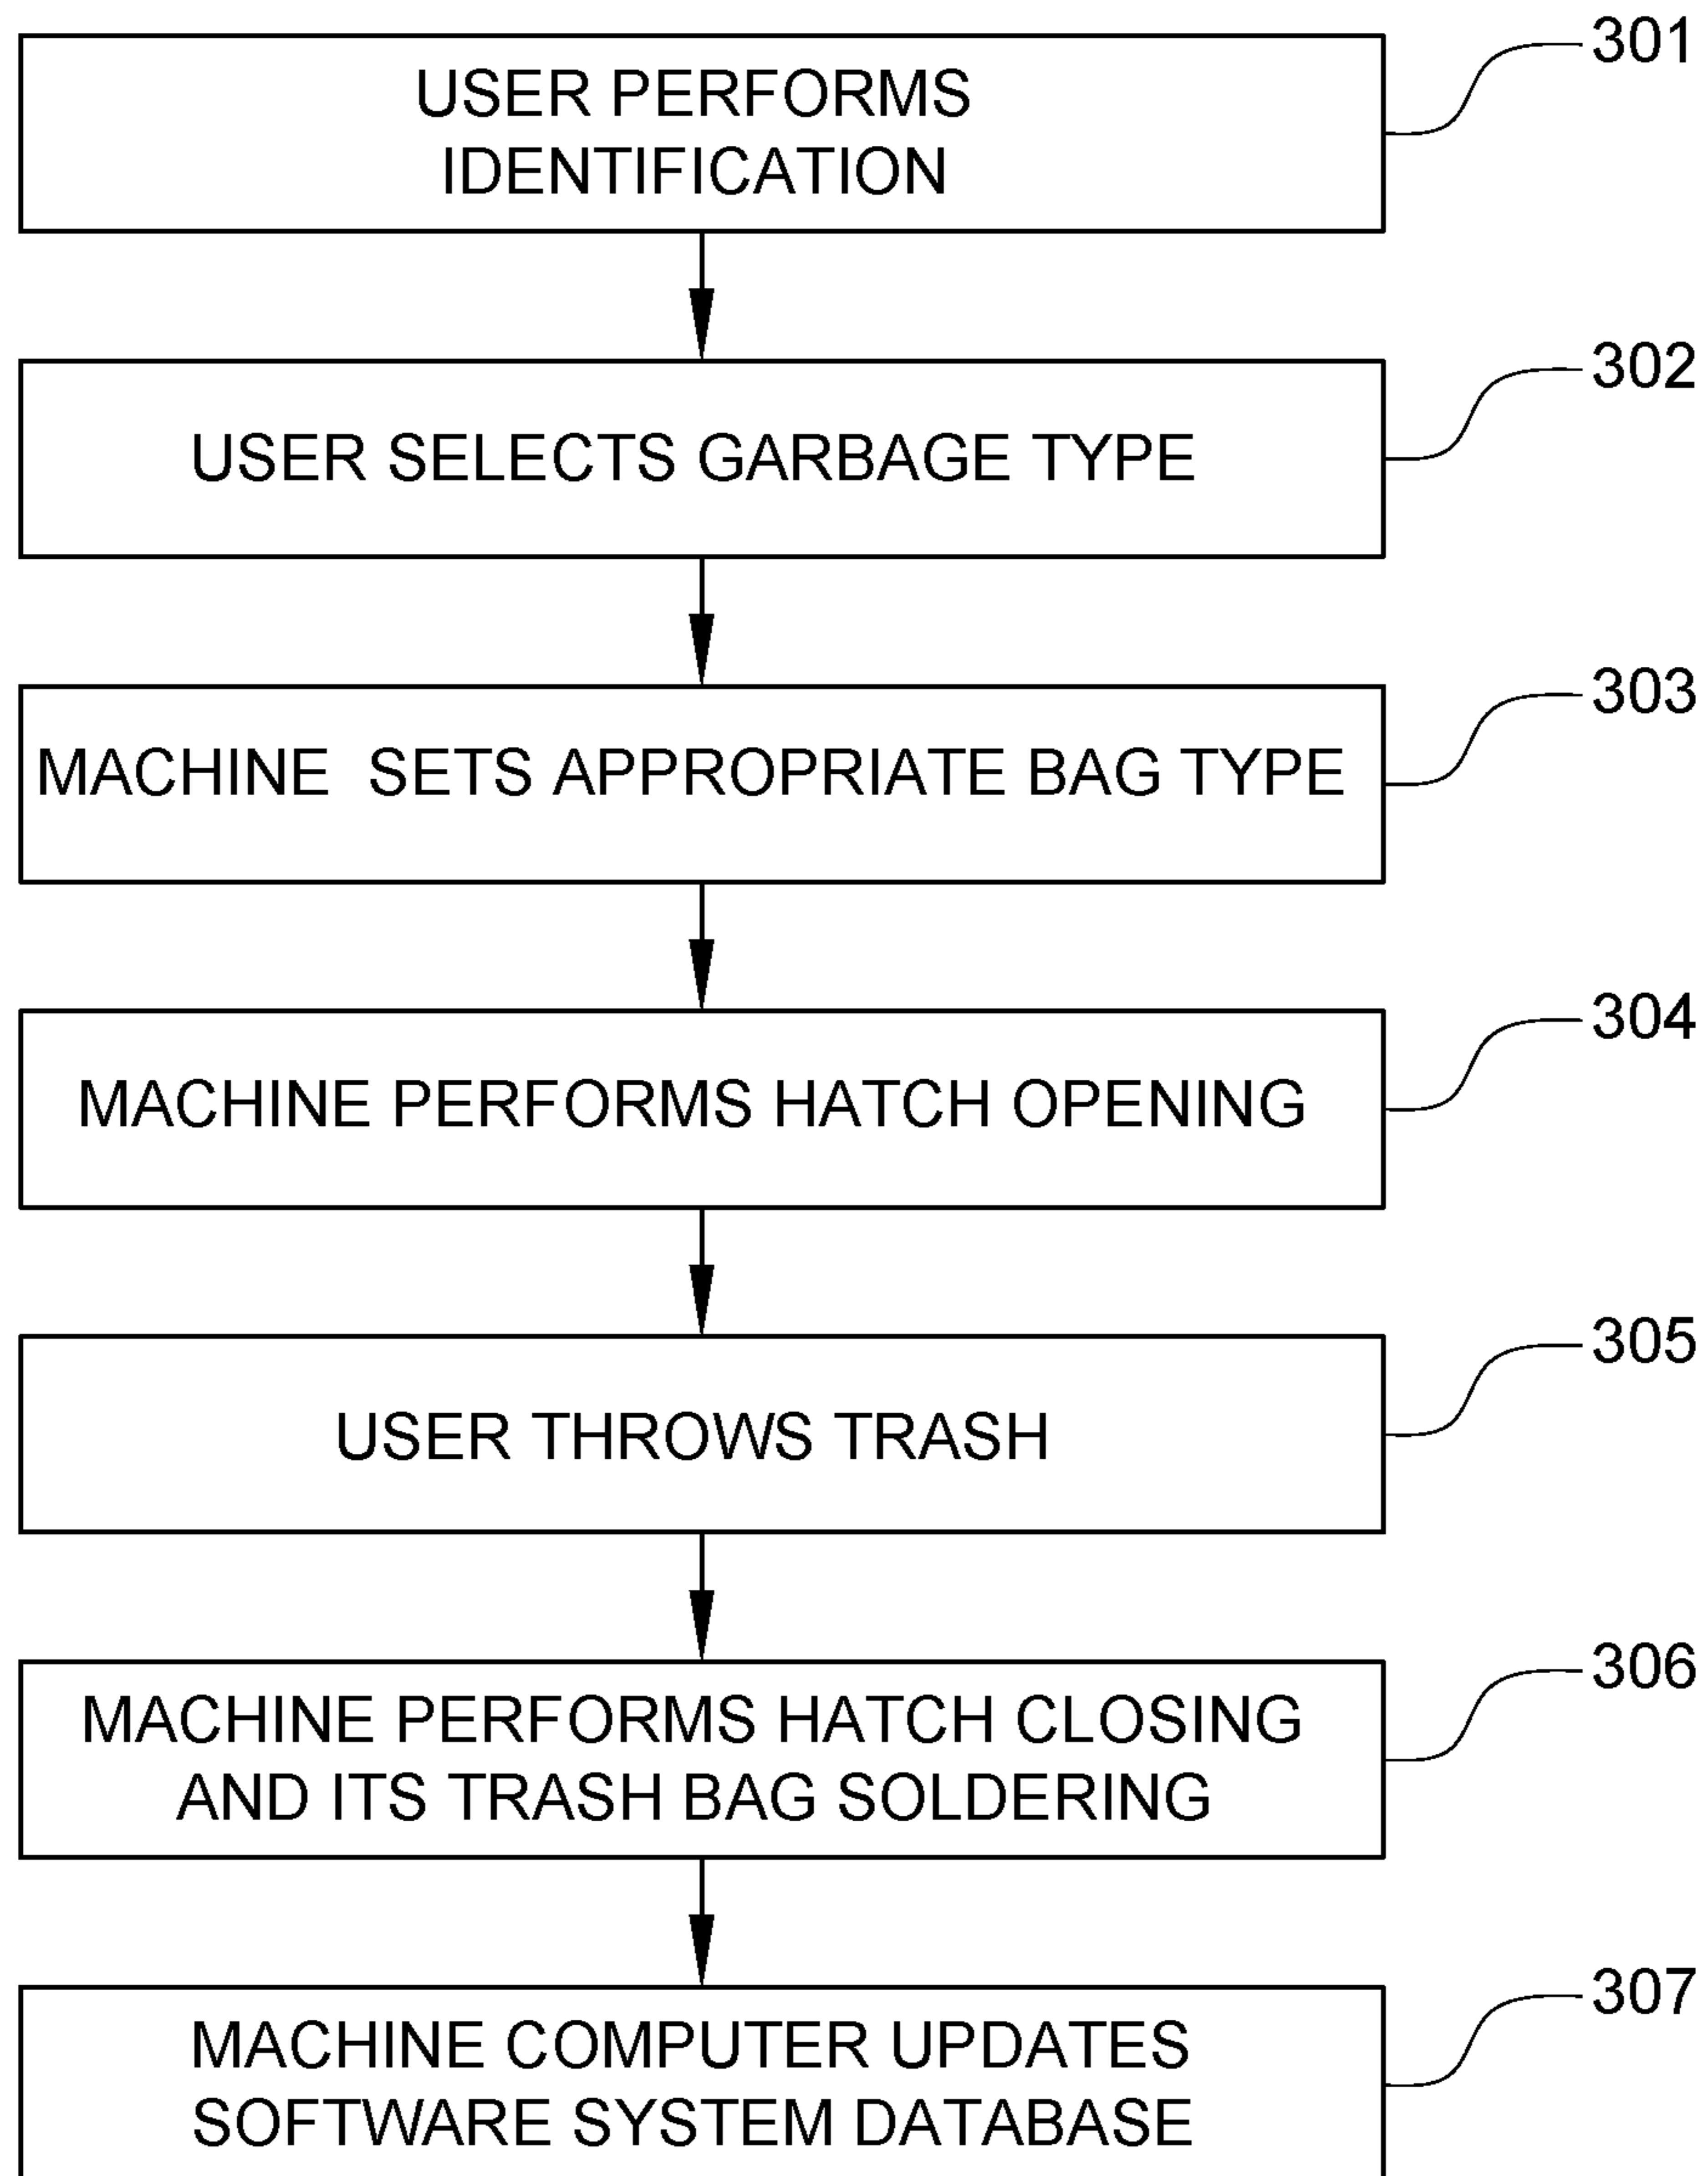 301
USER PERFORMS
IDENTIFICATION
302
USER SELECTS GARBAGE TYPE
303
MACHINE  SETS APPROPRIATE BAG TYPE
304
MACHINE PERFORMS HATCH OPENING
305
USER THROWS TRASH
306
MACHINE PERFORMS HATCH CLOSING
AND ITS TRASH BAG SOLDERING
307
MACHINE COMPUTER UPDATES
SOFTWARE SYSTEM DATABASE